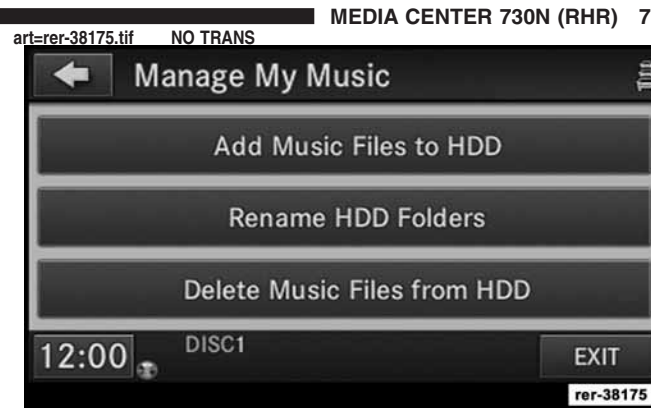 MEDIA CENTER 730N (RHR) 7
art=rer-38175.tif NO TRANS
Manage My Music
Add Music Files to HDD
Rename HDD Folders
Delete Music Files from HDD
12:00 DISC1 EXIT
rer-38175